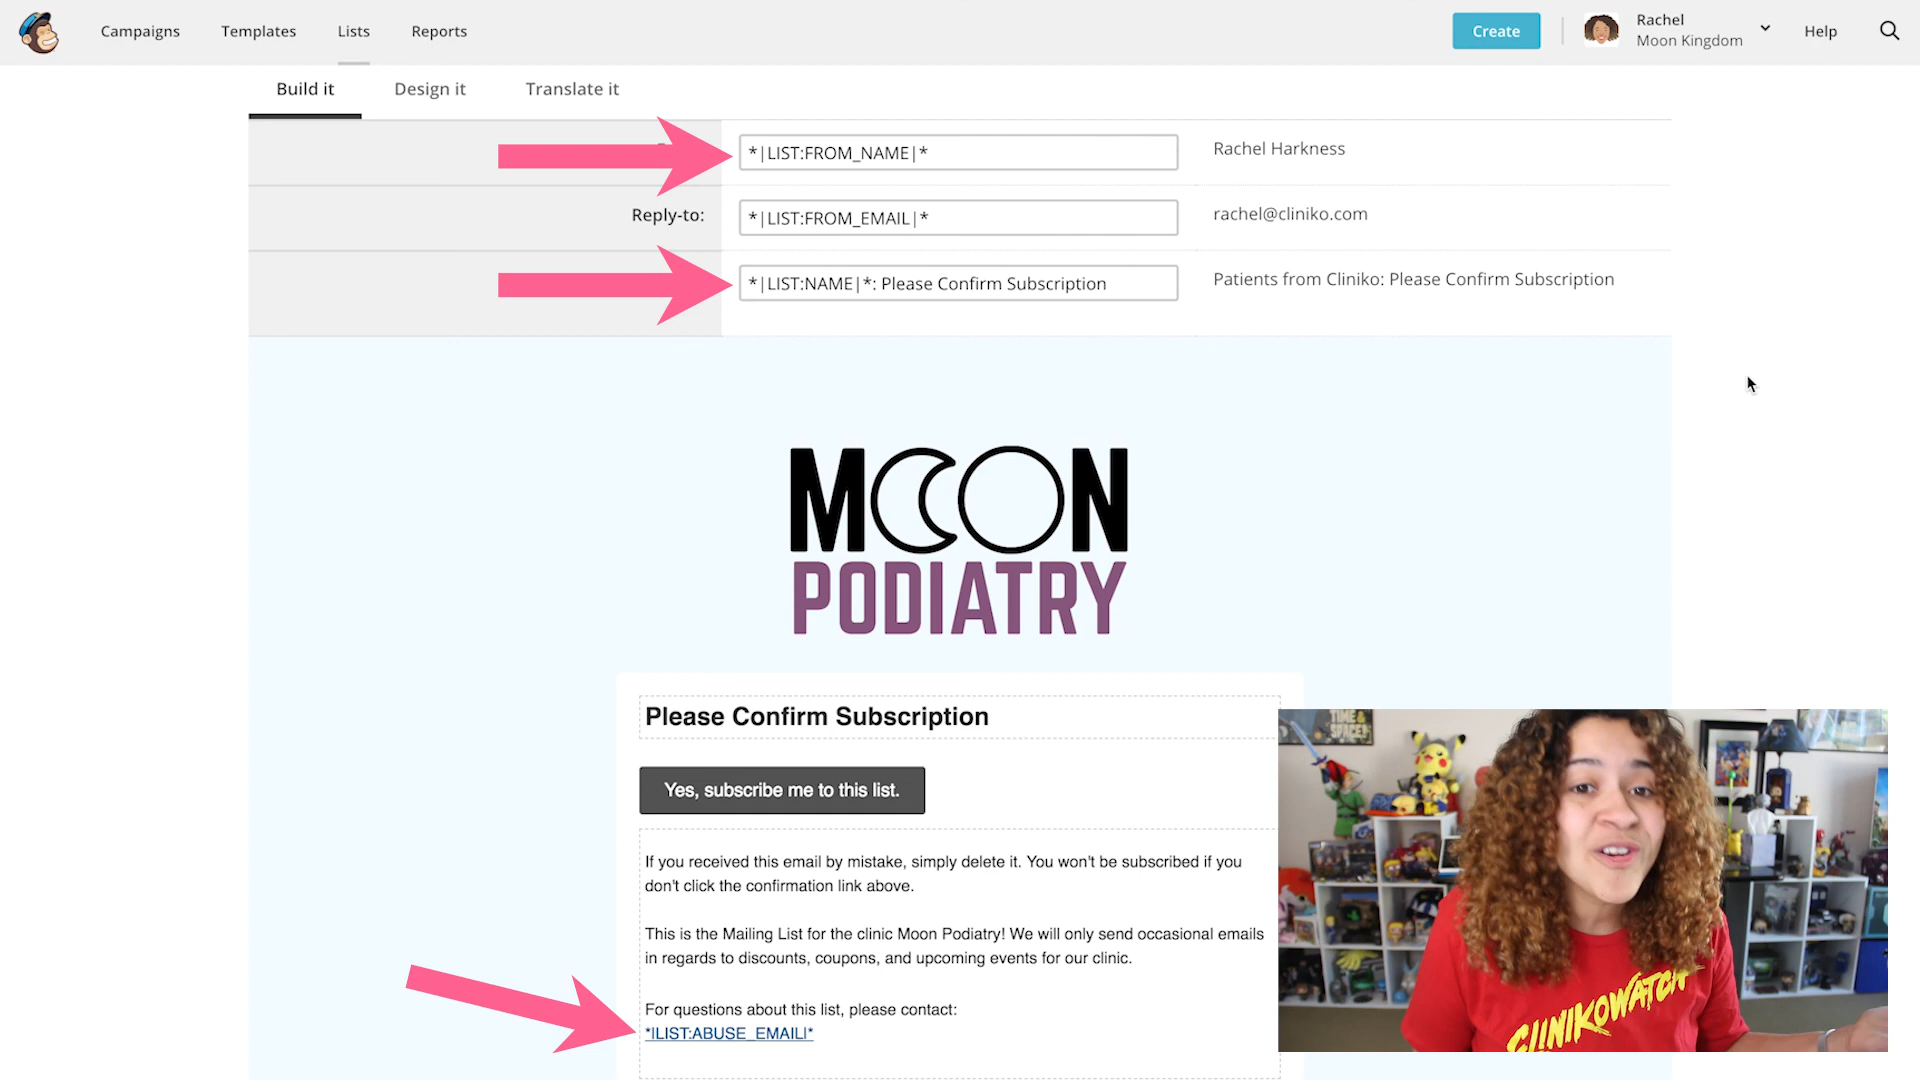 Campaigns Templates Lists Reports Create Rachel Help
Moon Kingdom
Build it Design it Translate it
*|LIST:FROM_NAME|* Rachel Harkness
Reply-to: *|LIST:FROM_EMAIL|* rachel@cliniko.com
*|LIST:NAME|*: Please Confirm Subscription Patients from Cliniko: Please Confirm Subscription
MOON
PODIATRY
Please Confirm Subscription
Yes, subscribe me to this list.
If you received this email by mistake, simply delete it. You won't be subscribed if you
don't click the confirmation link above.
This is the Mailing List for the clinic Moon Podiatry! We will only send occasional emails
in regards to discounts, coupons, and upcoming events for our clinic.
For questions about this list, please contact:
*|LIST:ABUSE_EMAIL|*
TIME &
SPACE!
CLINIKOWATCH